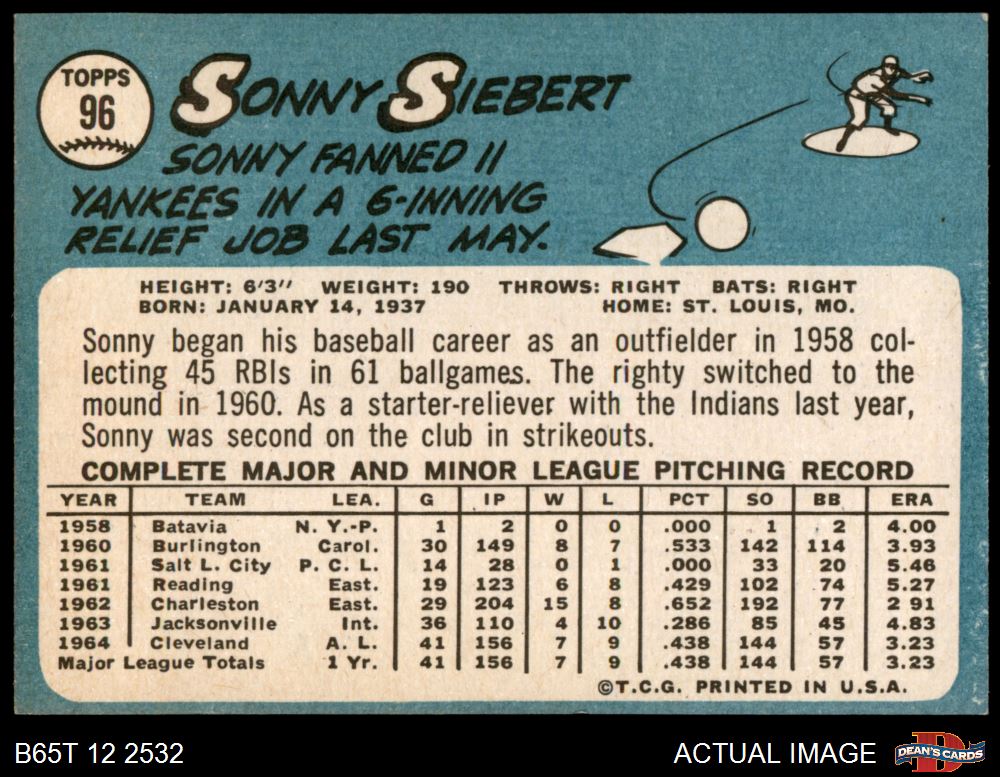 TOPPS
96
SONNY SIEBERT
SONNY FANNED 11
YANKEES IN A 6-INNING
RELIEF JOB LAST MAY.
HEIGHT: 6'3" WEIGHT: 190 THROWS: RIGHT BATS: RIGHT
BORN: JANUARY 14, 1937 HOME: ST. LOUIS, MO.
Sonny began his baseball career as an outfielder in 1958 col-
lecting 45 RBIs in 61 ballgames. The righty switched to the
mound in 1960. As a starter-reliever with the Indians last year,
Sonny was second on the club in strikeouts.
COMPLETE MAJOR AND MINOR LEAGUE PITCHING RECORD
YEAR TEAM LEA. G IP W L PCT SO BB ERA
1958 Batavia N. Y.-P. 1 2 0 0 .000 1 2 4.00
1960 Burlington Carol. 30 149 8 7 .533 142 114 3.93
1961 Salt L. City P. C. L. 14 28 0 1 .000 33 20 5.46
1961 Reading East. 19 123 6 8 .429 102 74 5.27
1962 Charleston East. 29 204 15 8 .652 192 77 2 91
1963 Jacksonville Int. 36 110 4 10 .286 85 45 4.83
1964 Cleveland A. L. 41 156 7 9 .438 144 57 3.23
Major League Totals 1 Yr. 41 156 7 9 .438 144 57 3.23
©T.C.G. PRINTED IN U.S.A.
B65T 12 2532 ACTUAL IMAGE DEAN'S CARDS